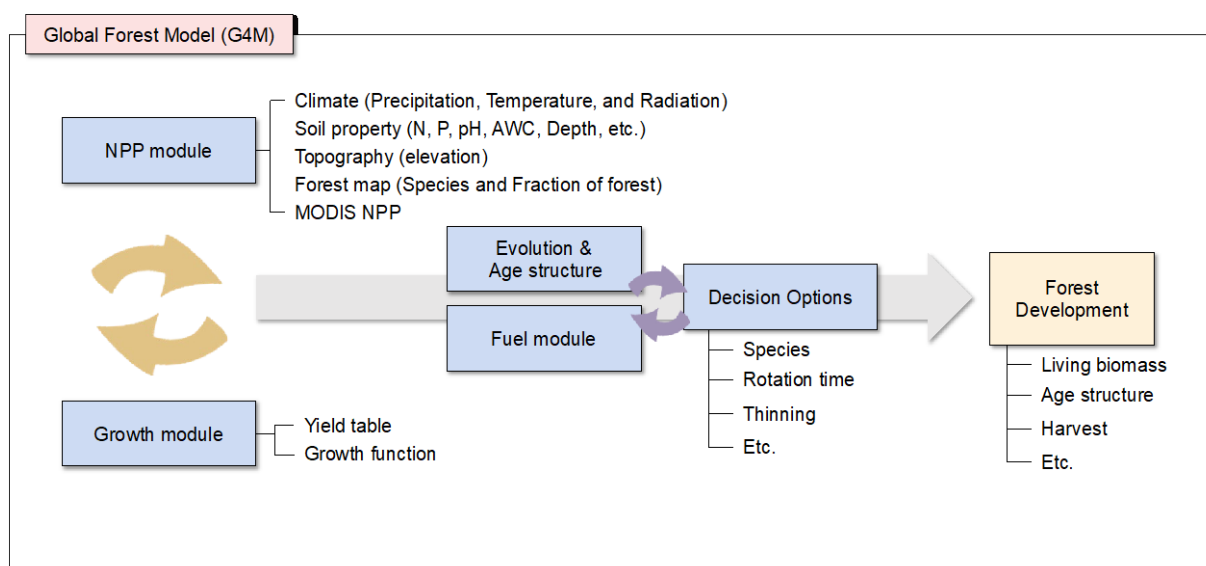 Global Forest Model (G4M)
NPP module
Climate (Precipitation, Temperature, and Radiation)
Soil property (N, P, pH, AWC, Depth, etc.)
Topography (elevation)
Forest map (Species and Fraction of forest)
MODIS NPP
Evolution &
Age structure
Fuel module
Decision Options
Species
Rotation time
Thinning
Etc.
Forest
Development
Living biomass
Age structure
Harvest
Etc.
Growth module
Yield table
Growth function